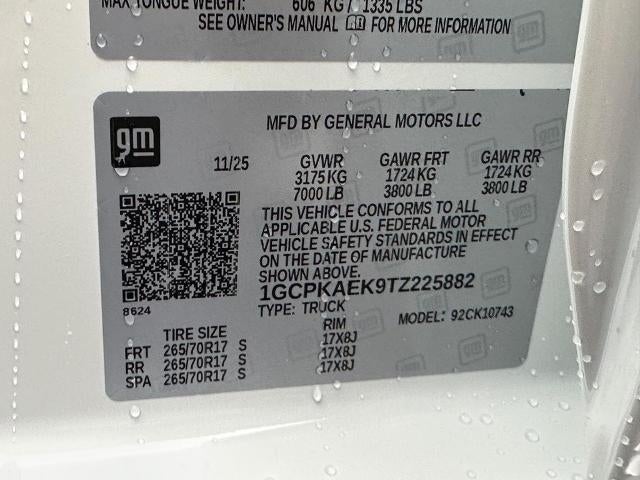 MAX TONGUE WEIGHT: 606 KG / 1335 LBS
SEE OWNER'S MANUAL FOR MORE INFORMATION
gm
MFD BY GENERAL MOTORS LLC
11/25 GVWR GAWR FRT GAWR RR
3175 KG 1724 KG 1724 KG
7000 LB 3800 LB 3800 LB
THIS VEHICLE CONFORMS TO ALL
APPLICABLE U.S. FEDERAL MOTOR
VEHICLE SAFETY STANDARDS IN EFFECT
ON THE DATE OF MANUFACTURE
SHOWN ABOVE.
1GCPKAEK9TZ225882
8624
TYPE: TRUCK MODEL: 92CK10743
TIRE SIZE RIM
FRT 265/70R17 S 17X8J
RR 265/70R17 S 17X8J
SPA 265/70R17 S 17X8J